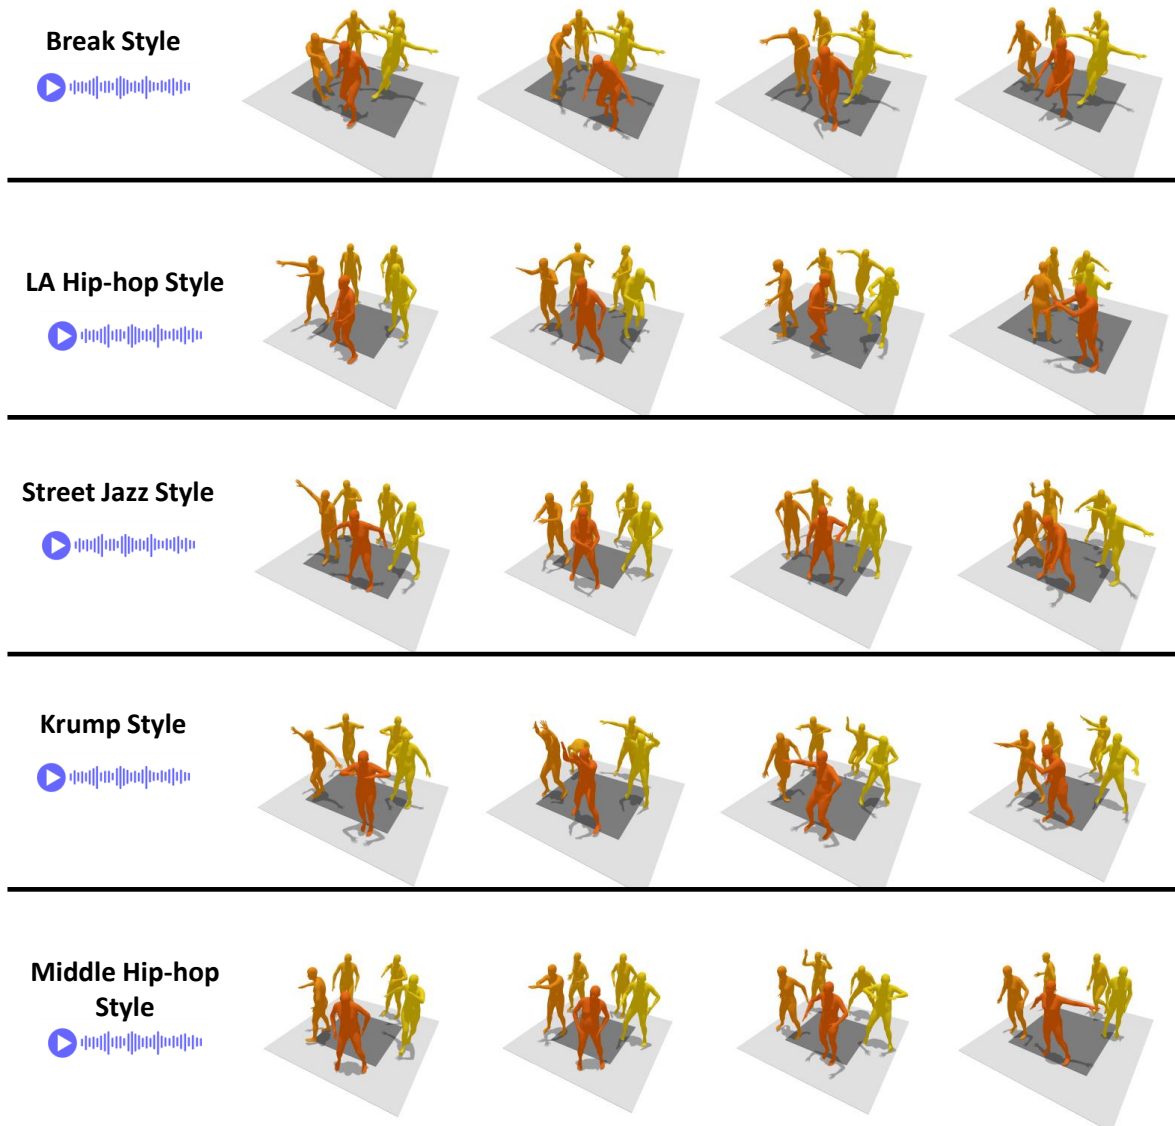 Break Style
LA Hip-hop Style
Street Jazz Style
Krump Style
Middle Hip-hop
Style